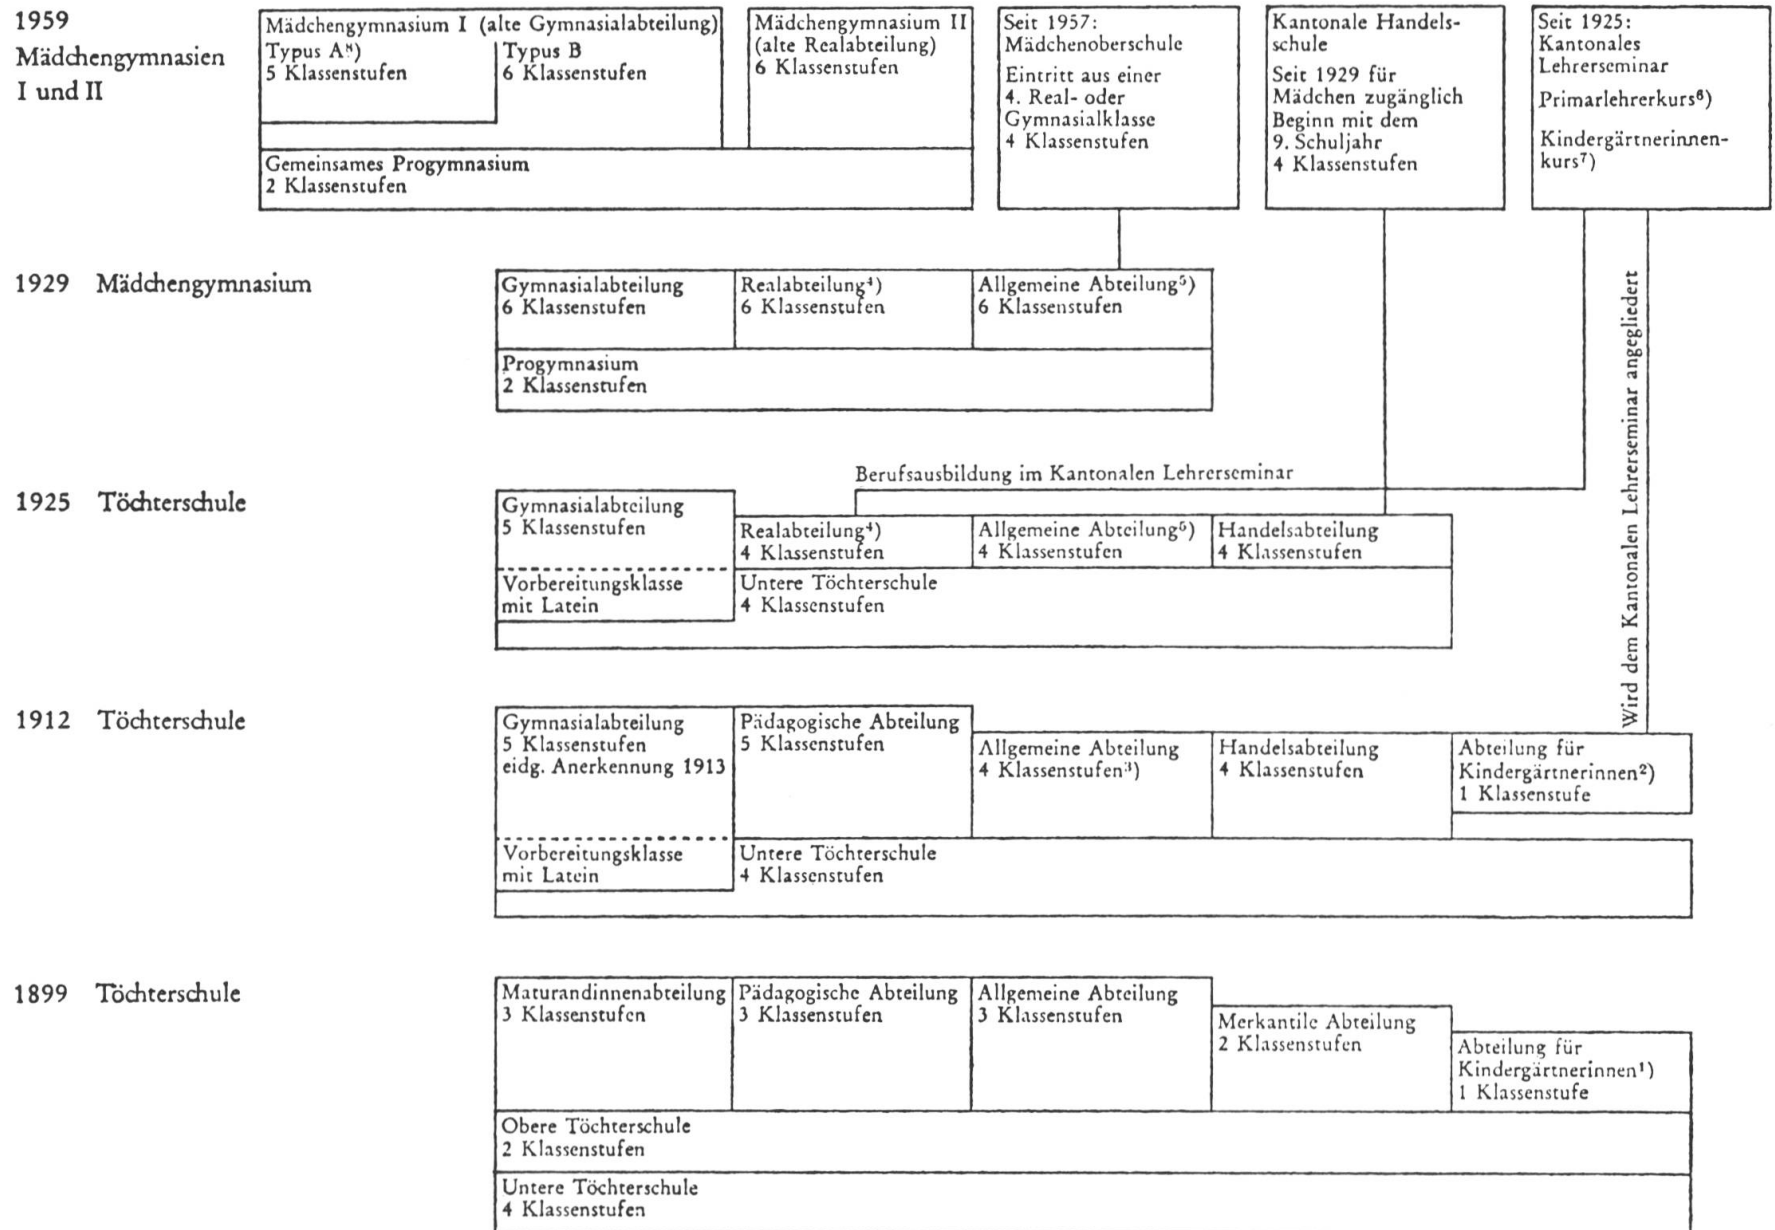 1959
Mädchengymnasien
I und II
Mädchengymnasium I (alte Gymnasialabteilung)
Typus A⁸)
5 Klassenstufen
Typus B
6 Klassenstufen
Mädchengymnasium II
(alte Realabteilung)
6 Klassenstufen
Gemeinsames Progymnasium
2 Klassenstufen
Seit 1957:
Mädchenoberschule
Eintritt aus einer
4. Real- oder
Gymnasialklasse
4 Klassenstufen
Kantonale Handels-
schule
Seit 1929 für
Mädchen zugänglich
Beginn mit dem
9. Schuljahr
4 Klassenstufen
Seit 1925:
Kantonales
Lehrerseminar
Primarlehrerkurs⁶)
Kindergärtnerinnen-
kurs⁷)
1929 Mädchengymnasium
Gymnasialabteilung
6 Klassenstufen
Realabteilung⁴)
6 Klassenstufen
Allgemeine Abteilung⁵)
6 Klassenstufen
Progymnasium
2 Klassenstufen
Wird dem Kantonalen Lehrerseminar angegliedert
Berufsausbildung im Kantonalen Lehrerseminar
1925 Töchterschule
Gymnasialabteilung
5 Klassenstufen
Realabteilung⁴)
4 Klassenstufen
Allgemeine Abteilung⁵)
4 Klassenstufen
Handelsabteilung
4 Klassenstufen
Vorbereitungsklasse
mit Latein
Untere Töchterschule
4 Klassenstufen
1912 Töchterschule
Gymnasialabteilung
5 Klassenstufen
eidg. Anerkennung 1913
Pädagogische Abteilung
5 Klassenstufen
Allgemeine Abteilung
4 Klassenstufen³)
Handelsabteilung
4 Klassenstufen
Abteilung für
Kindergärtnerinnen²)
1 Klassenstufe
Vorbereitungsklasse
mit Latein
Untere Töchterschule
4 Klassenstufen
1899 Töchterschule
Maturandinnenabteilung
3 Klassenstufen
Pädagogische Abteilung
3 Klassenstufen
Allgemeine Abteilung
3 Klassenstufen
Merkantile Abteilung
2 Klassenstufen
Abteilung für
Kindergärtnerinnen¹)
1 Klassenstufe
Obere Töchterschule
2 Klassenstufen
Untere Töchterschule
4 Klassenstufen